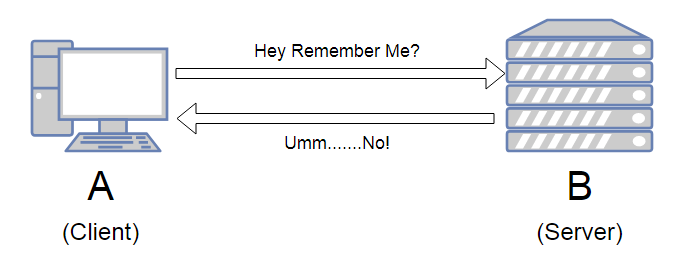 Hey Remember Me?
Umm.......No!
A
B
(Client)
(Server)